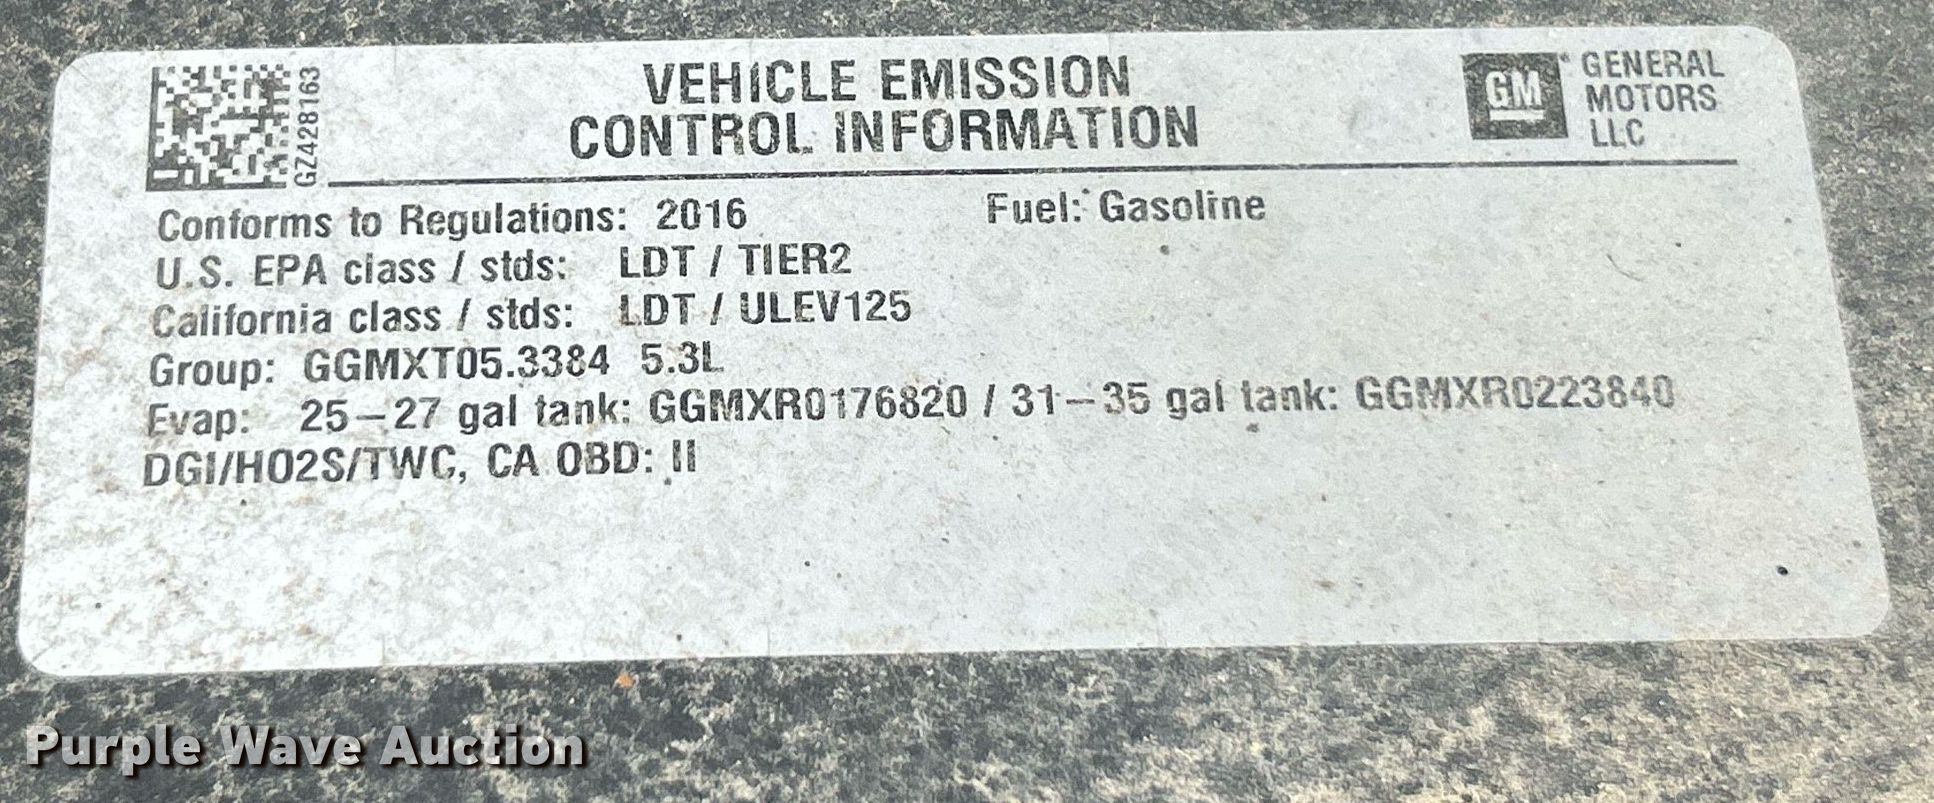 GZ428163
VEHICLE EMISSION
CONTROL INFORMATION
GM
GENERAL
MOTORS
LLC
Conforms to Regulations: 2016 Fuel: Gasoline
U.S. EPA class / stds: LDT / TIER2
California class / stds: LDT / ULEV125
Group: GGMXT05.3384 5.3L
Evap: 25-27 gal tank: GGMXR0176820 / 31-35 gal tank: GGMXR0223840
DGI/HO2S/TWC, CA OBD: II
Purple Wave Auction